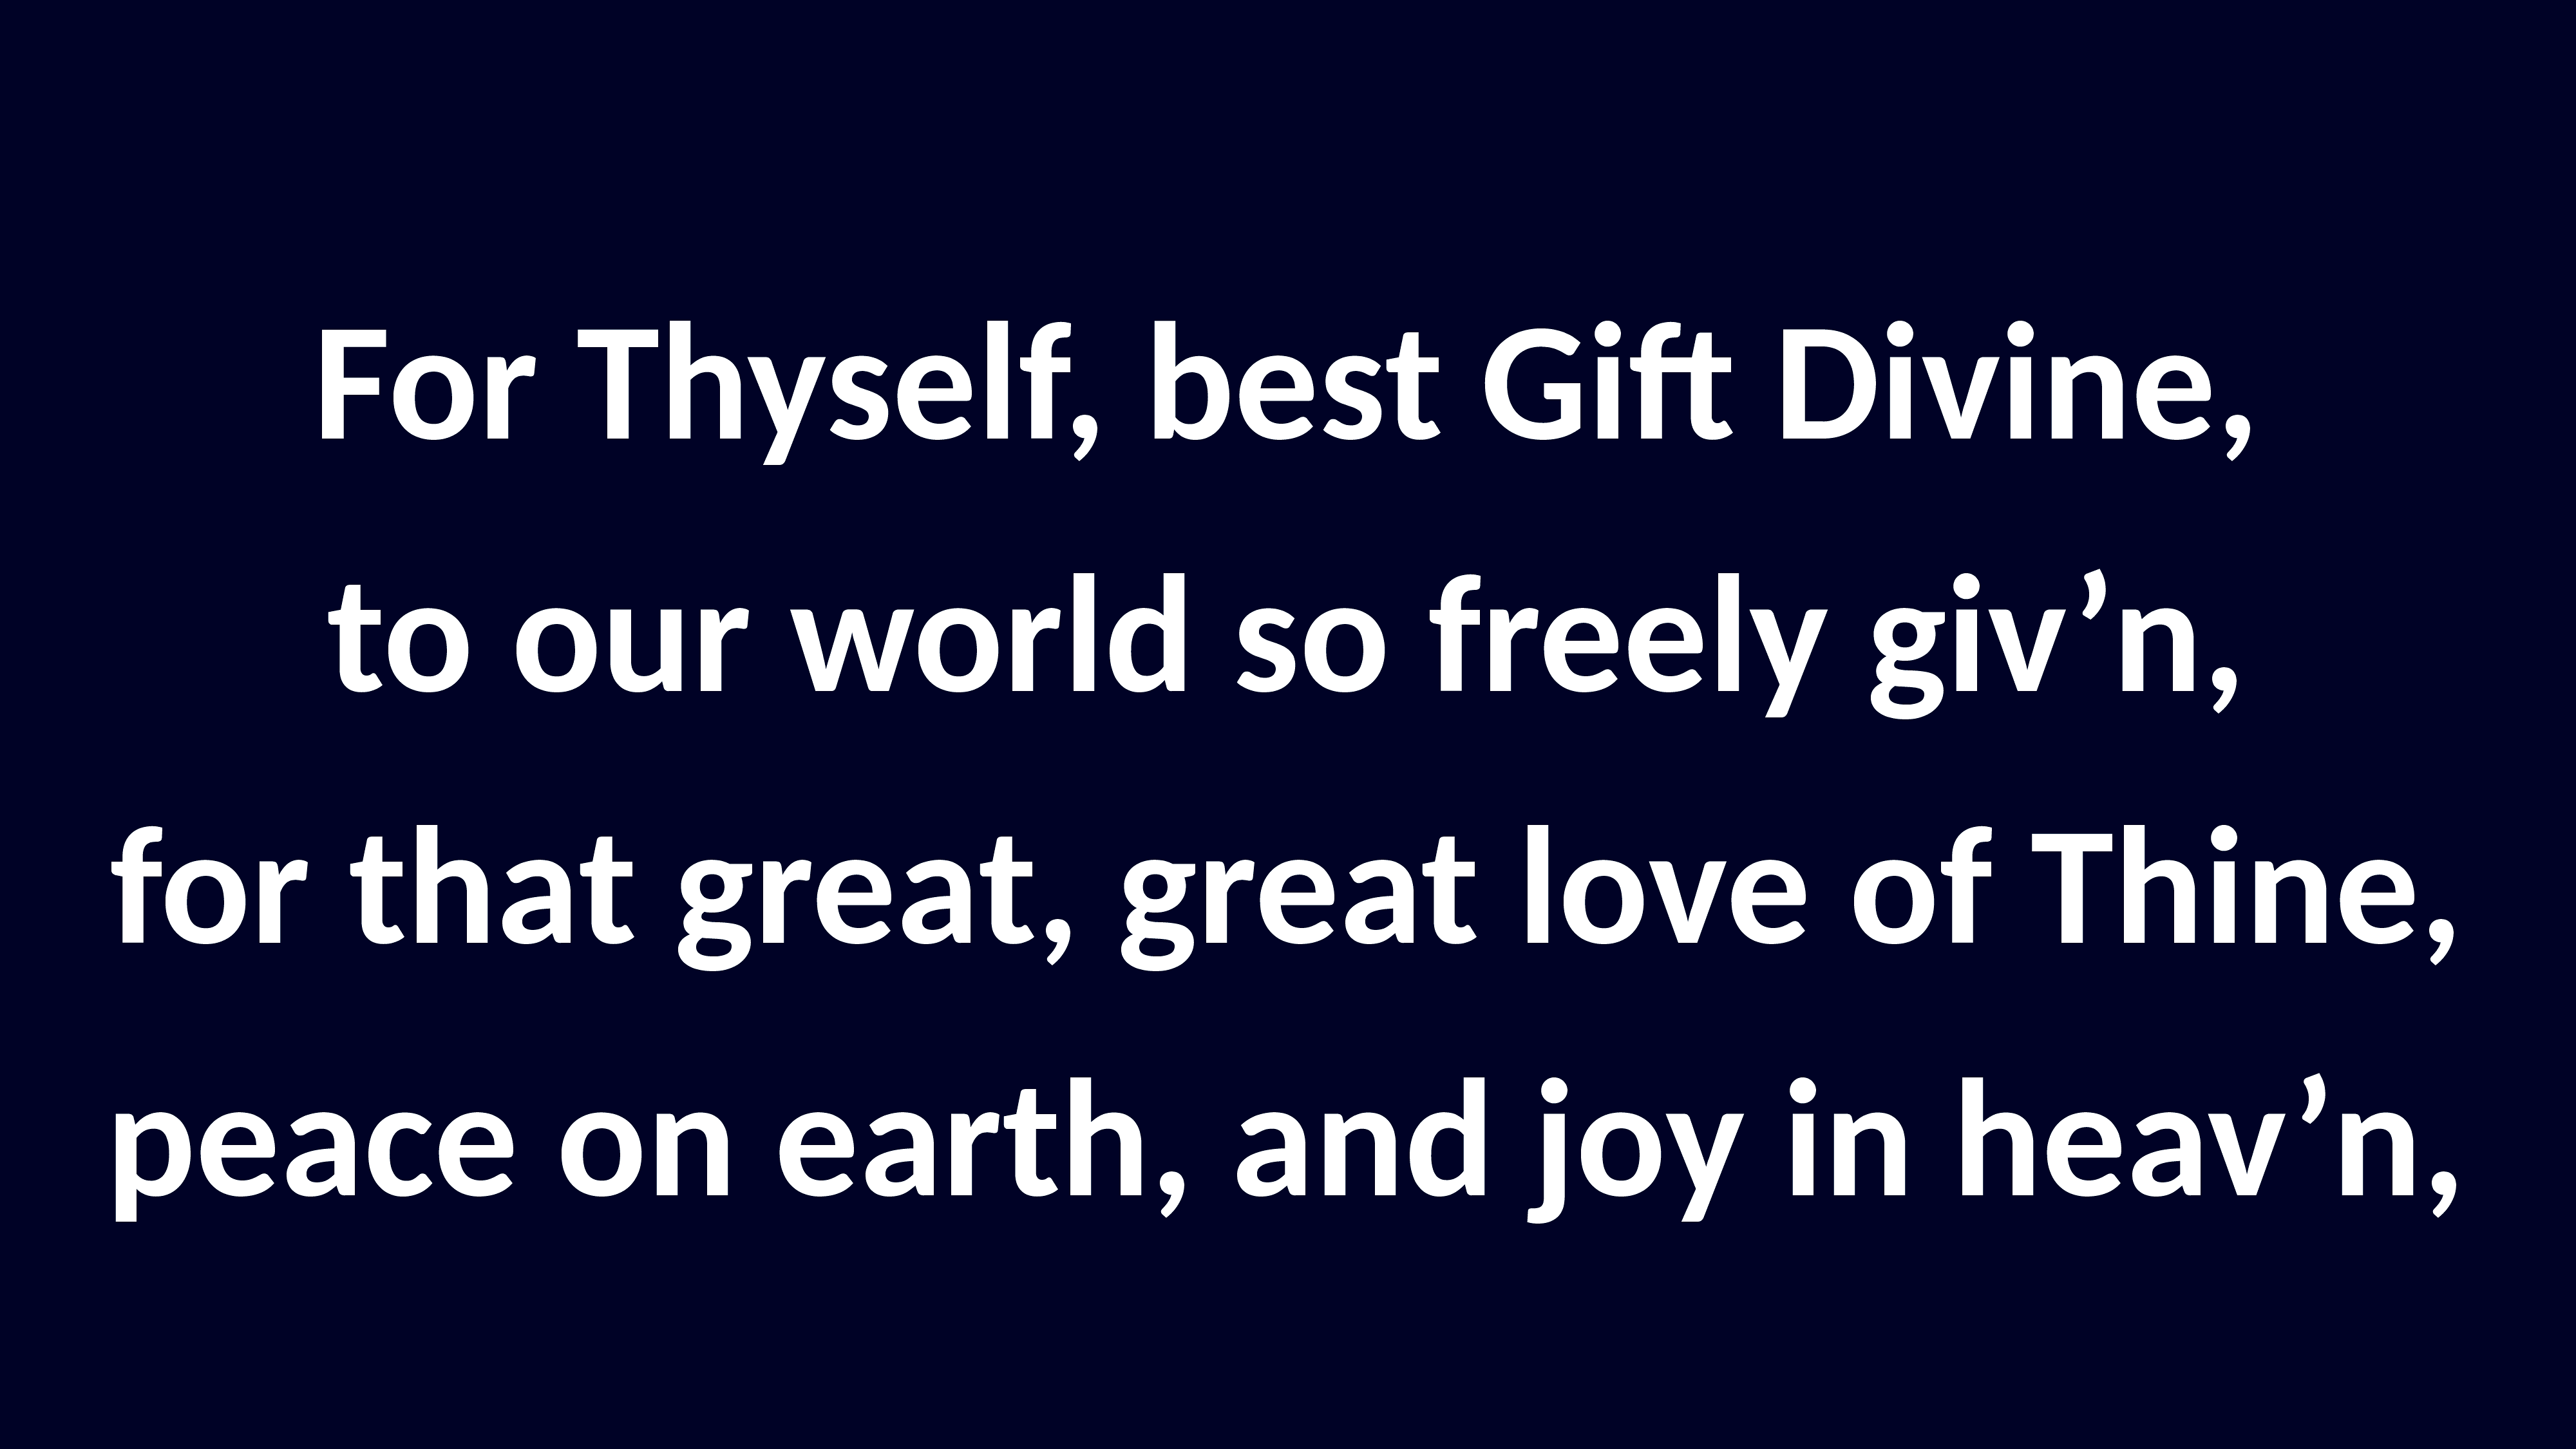 For Thyself, best Gift Divine,
to our world so freely giv’n,
for that great, great love of Thine,
peace on earth, and joy in heav’n,